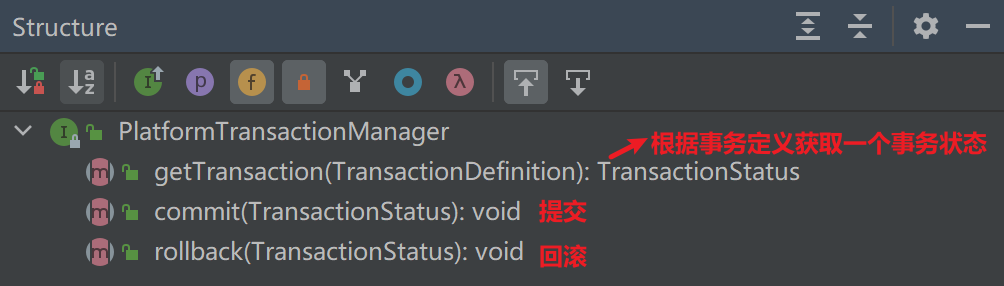 Structure
PlatformTransactionManager
根据事务定义获取一个事务状态
getTransaction(TransactionDefinition): TransactionStatus
commit(TransactionStatus): void 提交
rollback(TransactionStatus): void 回滚